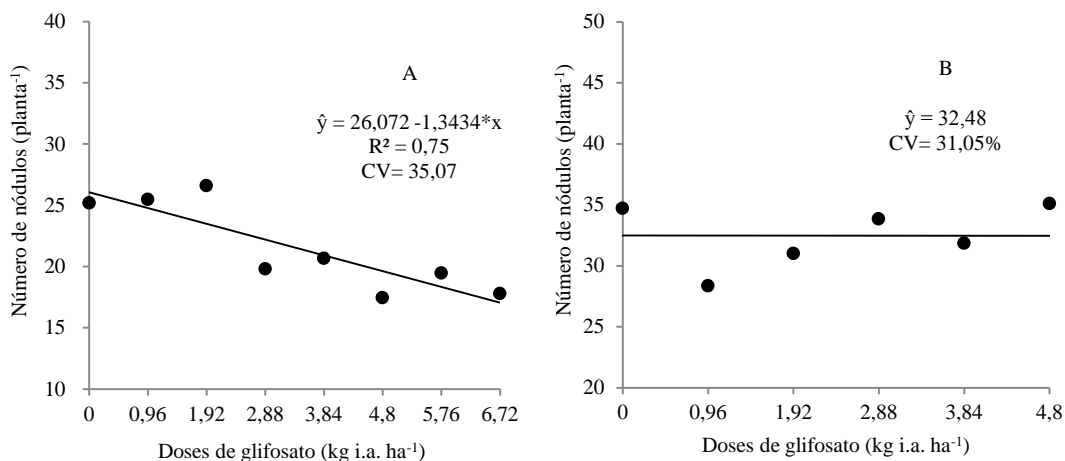 40
35
30
25
20
15
10
Número de nódulos (planta⁻¹)
A
ŷ = 26,072 -1,3434*x
R² = 0,75
CV= 35,07
0 0,96 1,92 2,88 3,84 4,8 5,76 6,72
Doses de glifosato (kg i.a. ha⁻¹)
50
45
40
35
30
25
20
Número de nódulos (planta⁻¹)
B
ŷ = 32,48
CV= 31,05%
0 0,96 1,92 2,88 3,84 4,8
Doses de glifosato (kg i.a. ha⁻¹)